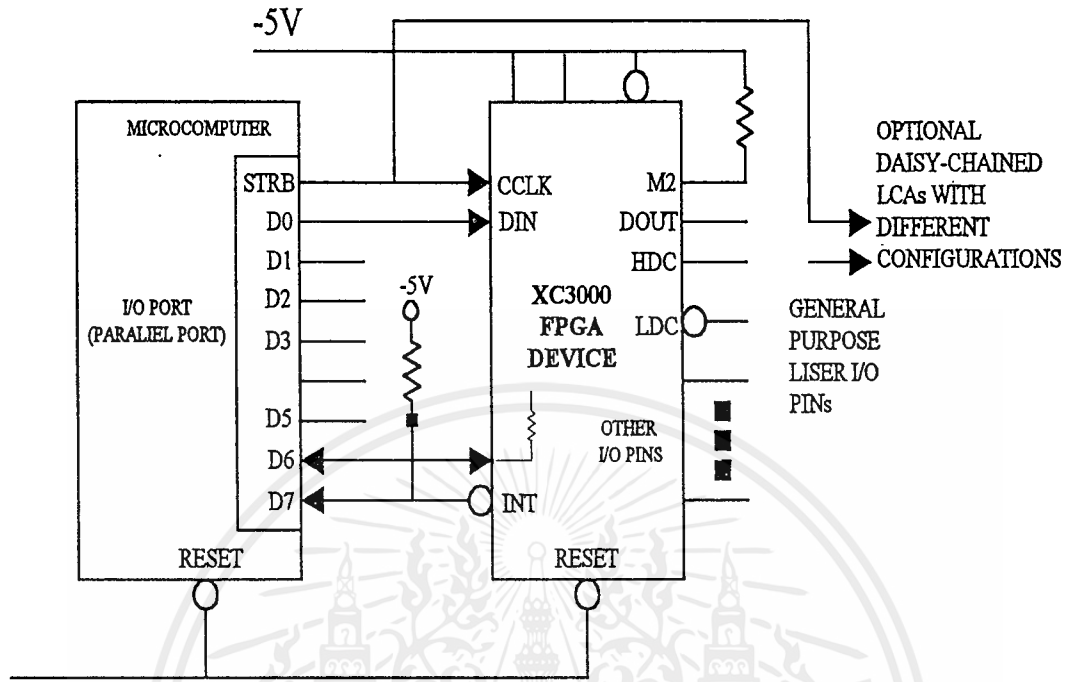 -5V
MICROCOMPUTER
I/O PORT
(PARALIEL PORT)
STRB
D0
D1
D2
D3
D5
D6
D7
RESET
-5V
CCLK
DIN
XC3000
FPGA
DEVICE
INT
M2
DOUT
HDC
LDC
OTHER
I/O PINS
RESET
OPTIONAL
DAISY-CHAINED
LCAs WITH
DIFFERENT
CONFIGURATIONS
GENERAL
PURPOSE
LISER I/O
PINs